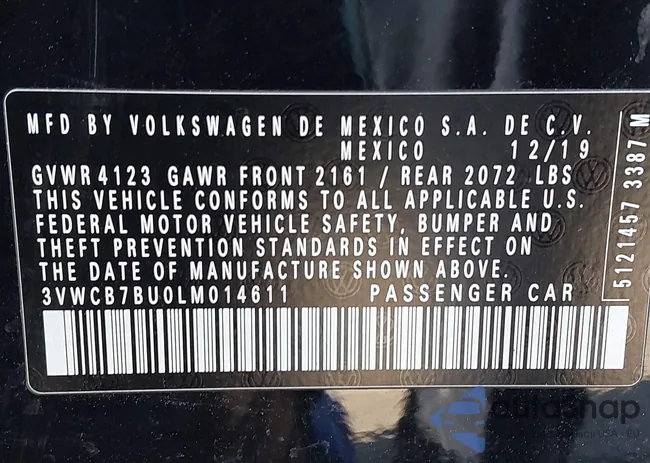 MFD BY VOLKSWAGEN DE MEXICO S.A. DE C.V.
MEXICO 12/19
GVWR 4123 GAWR FRONT 2161 / REAR 2072 LBS
THIS VEHICLE CONFORMS TO ALL APPLICABLE U.S.
FEDERAL MOTOR VEHICLE SAFETY, BUMPER AND
THEFT PREVENTION STANDARDS IN EFFECT ON
THE DATE OF MANUFACTURE SHOWN ABOVE.
3VWCB7BU0LM014611 PASSENGER CAR
5121457 3387 M
autosnap